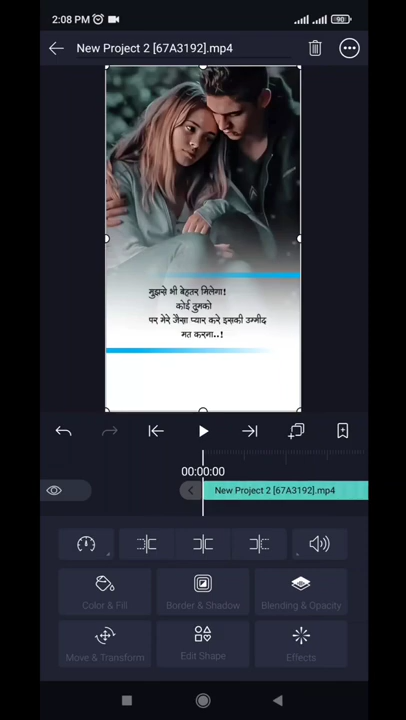 2:08 PM
90
New Project 2 [67A3192].mp4
मुझसे भी बेहतर मिलेगा!
कोई तुमको
पर मेरे जैसा प्यार करे इसकी उम्मीद
मत करना..!
00:00:00
New Project 2 [67A3192].mp4
Color & Fill
Border & Shadow
Blending & Opacity
Move & Transform
Edit Shape
Effects